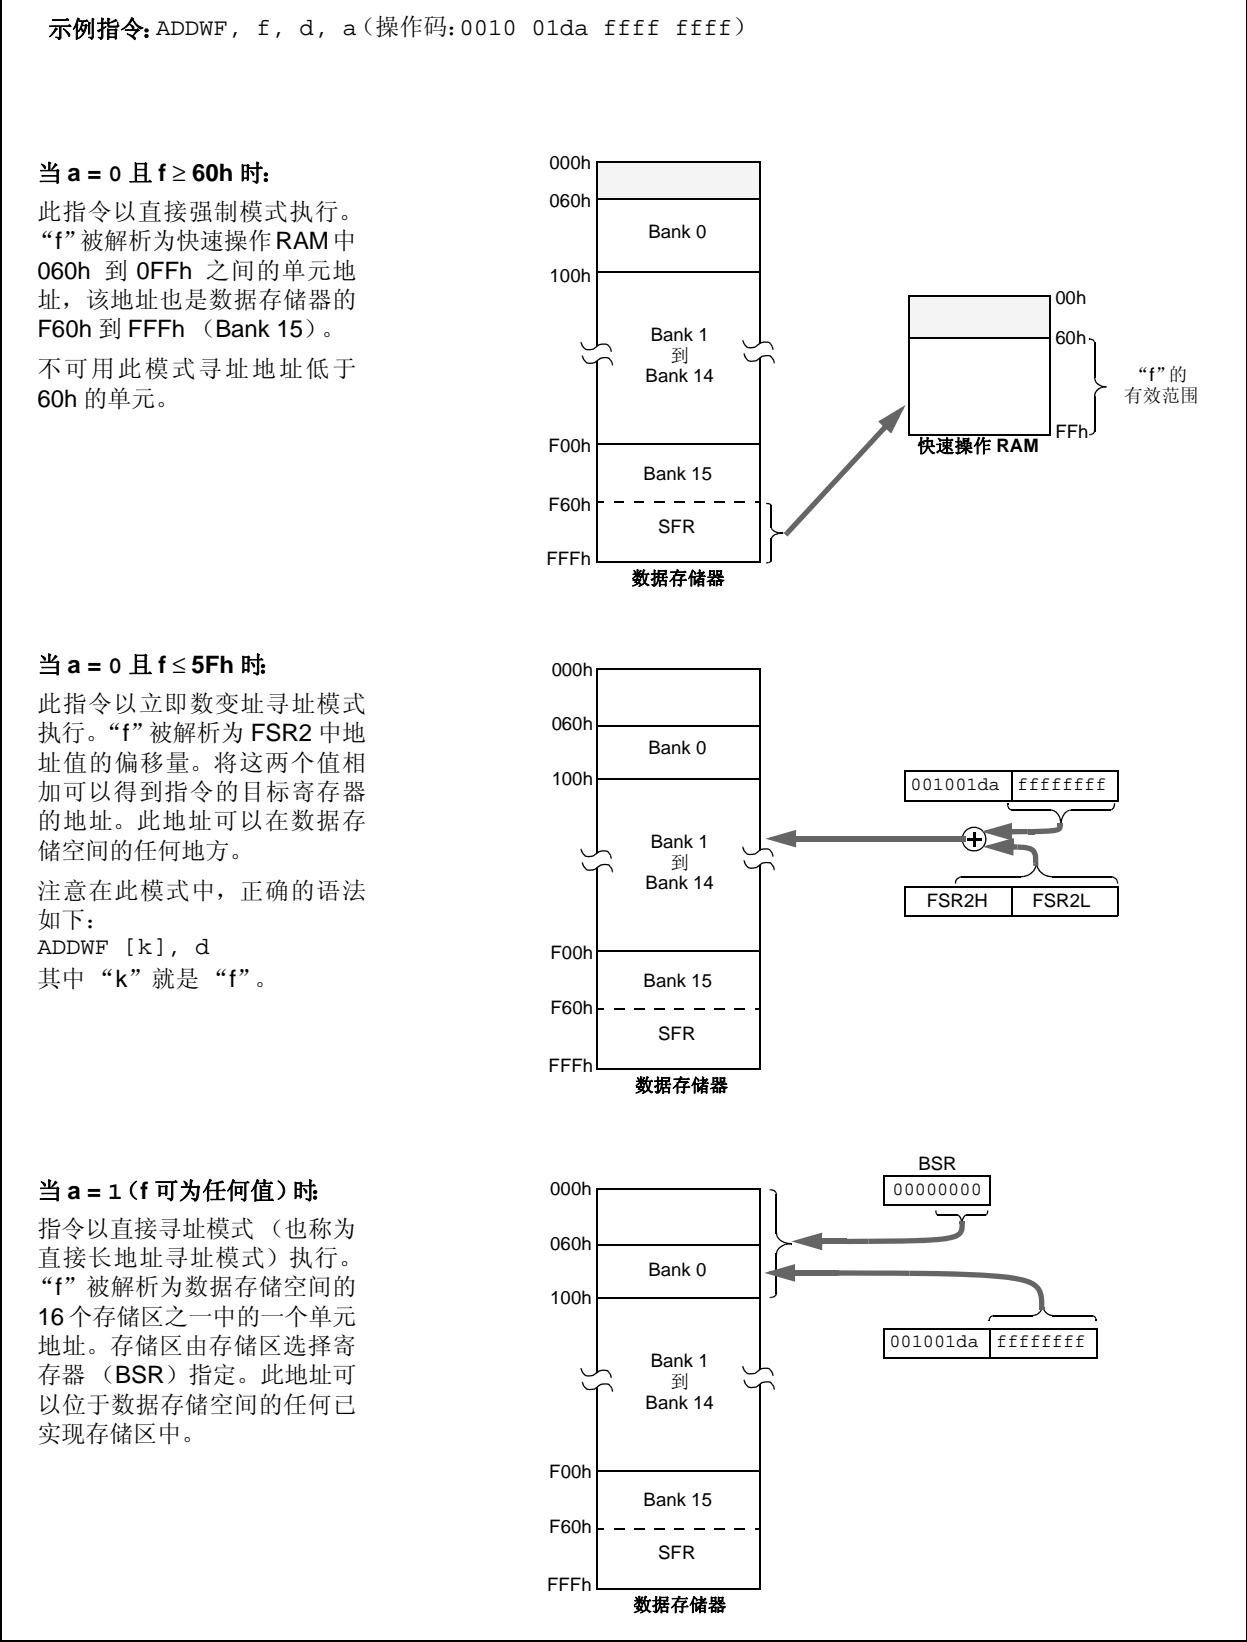 示例指令: ADDWF, f, d, a（操作码: 0010 01da ffff ffff）
当 a = 0 且 f ≥ 60h 时:
此指令以直接强制模式执行。
“f”被解析为快速操作 RAM 中
060h 到 0FFh 之间的单元地
址，该地址也是数据存储器的
F60h 到 FFFh （Bank 15）。
不可用此模式寻址地址低于
60h 的单元。
000h
060h
Bank 0
100h
Bank 1
到
Bank 14
F00h
Bank 15
F60h
SFR
FFFh
数据存储器
00h
60h
“f”的
有效范围
FFh
快速操作 RAM
当 a = 0 且 f ≤ 5Fh 时:
此指令以立即数变址寻址模式
执行。“f”被解析为 FSR2 中地
址值的偏移量。将这两个值相
加可以得到指令的目标寄存器
的地址。此地址可以在数据存
储空间的任何地方。
注意在此模式中，正确的语法
如下：
ADDWF [k], d
其中 “k”就是 “f”。
000h
060h
Bank 0
100h
Bank 1
到
Bank 14
F00h
Bank 15
F60h
SFR
FFFh
数据存储器
001001da ffffffff
FSR2H FSR2L
当 a = 1（f 可为任何值）时:
指令以直接寻址模式 （也称为
直接长地址寻址模式）执行。
“f”被解析为数据存储空间的
16 个存储区之一中的一个单元
地址。存储区由存储区选择寄
存器 （BSR）指定。此地址可
以位于数据存储空间的任何已
实现存储区中。
000h
060h
Bank 0
100h
Bank 1
到
Bank 14
F00h
Bank 15
F60h
SFR
FFFh
数据存储器
BSR
00000000
001001da ffffffff